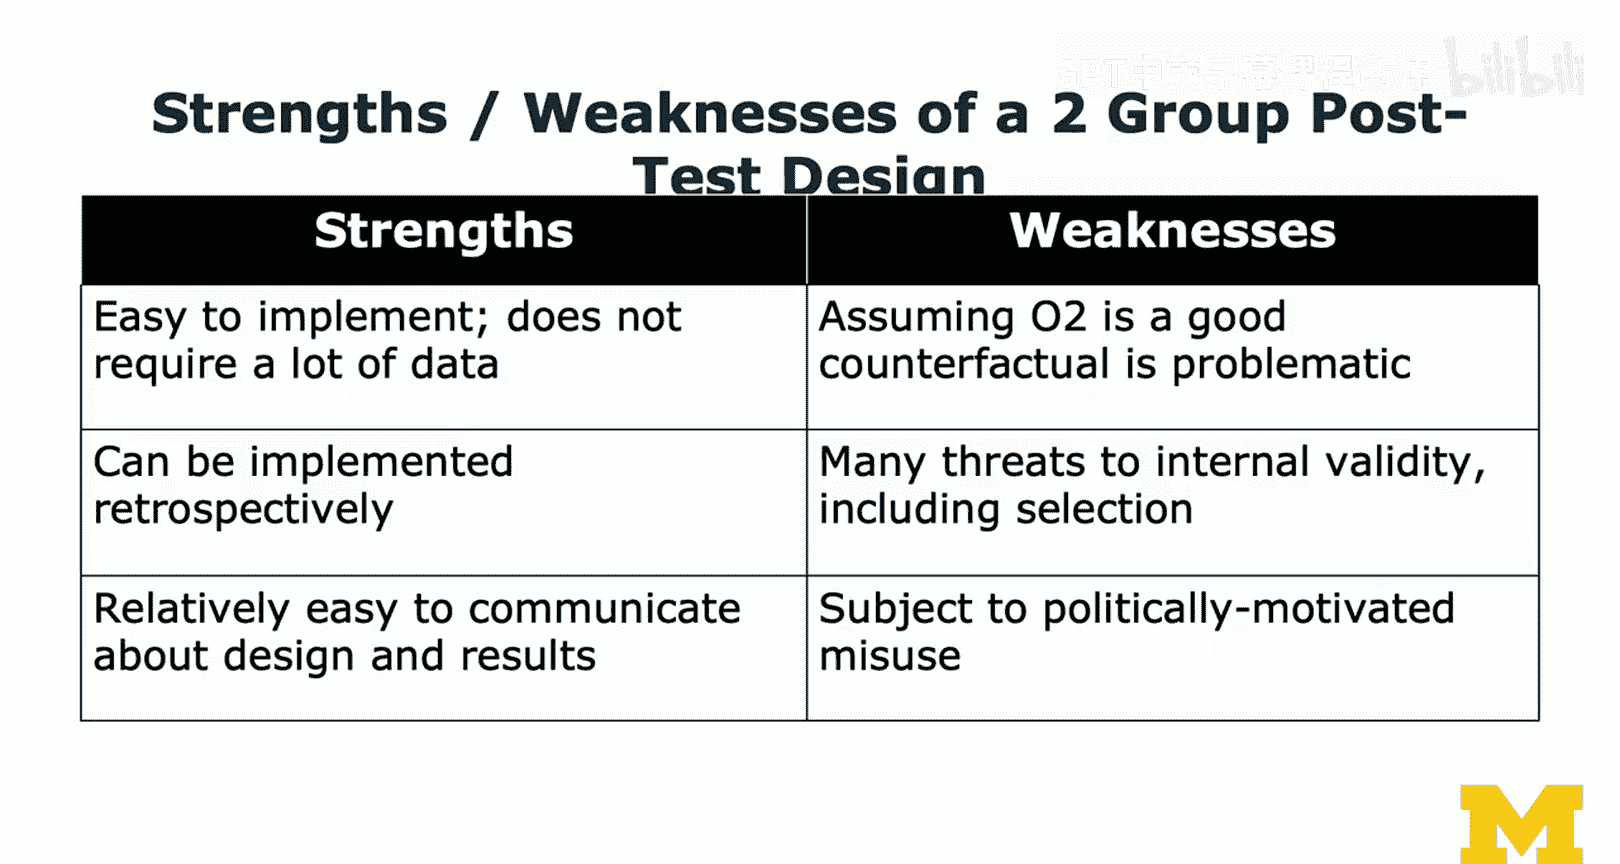 Strengths / Weaknesses of a 2 Group Post-
Test Design
Strengths
Weaknesses
Easy to implement; does not
require a lot of data
Assuming O2 is a good
counterfactual is problematic
Can be implemented
retrospectively
Many threats to internal validity,
including selection
Relatively easy to communicate
about design and results
Subject to politically-motivated
misuse
bilibili
M